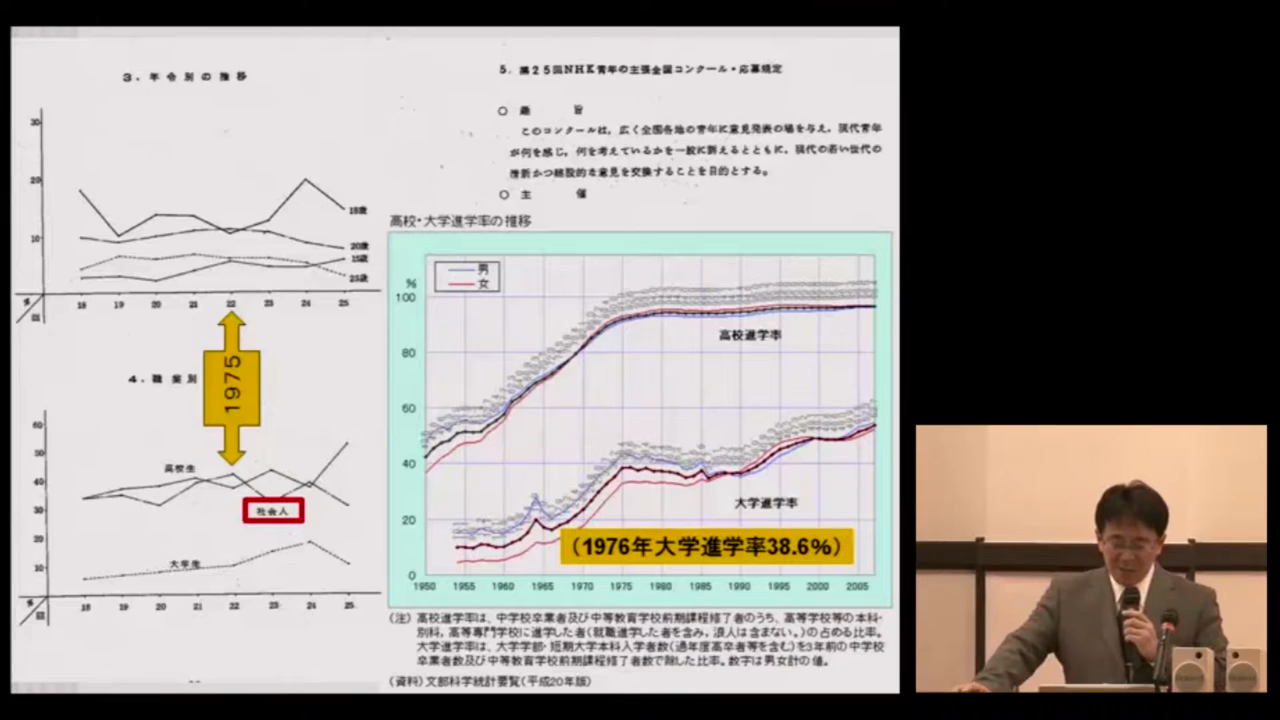 3. 年令別の推移
30
20
10
18歳
20歳
15歳
25歳
18 19 20 21 22 23 24 25
1975
4. 職業別
60
50
40
30
20
10
高校生
社会人
大学生
18 19 20 21 22 23 24 25
5. 第25回NHK青年の主張全国コンクール・応募規定
○ 趣 旨
このコンクールは、広く全国各地の青年に意見発表の場を与え、現代青年
が何を感じ、何を考えているかを一般に訴えるとともに、現代の若い世代の
清新かつ建設的な意見を交換することを目的とする。
○ 主 催
高校・大学進学率の推移
男
女
%
100
80
60
40
20
0
高校進学率
大学進学率
(1976年大学進学率38.6%)
1950 1955 1960 1965 1970 1975 1980 1985 1990 1995 2000 2005
(注) 高校進学率は、中学校卒業者及び中等教育学校前期課程修了者のうち、高等学校等の本科・
別科、高等専門学校に進学した者(就職進学した者を含み、浪人は含まない。)の占める比率。
大学進学率は、大学学部・短期大学本科入学者数(過年度高卒者等を含む)を3年前の中学校
卒業者数及び中等教育学校前期課程修了者数で除した比率。数字は男女計の値。
(資料)文部科学統計要覧(平成20年版)